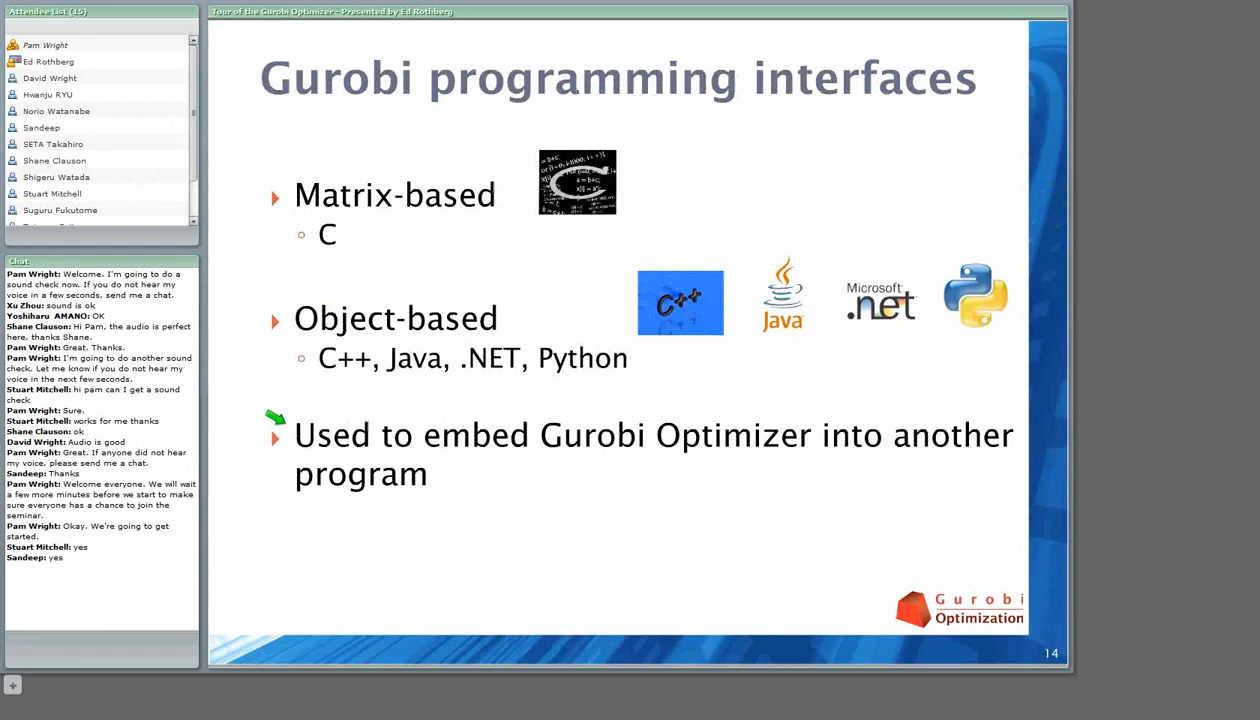 Attendee List (15)
Pam Wright
Ed Rothberg
David Wright
Hwanju RYU
Norio Watanabe
Sandeep
SETA Takahiro
Shane Clauson
Shigeru Watada
Stuart Mitchell
Suguru Fukutome
Chat
Pam Wright: Welcome. I'm going to do a
sound check now. If you do not hear my
voice in a few seconds, send me a chat.
Xu Zhou: sound is ok
Yoshiharu AMANO: OK
Shane Clauson: Hi Pam, the audio is perfect
here, thanks Shane.
Pam Wright: Great. Thanks.
Pam Wright: I'm going to do another sound
check. Let me know if you do not hear my
voice in the next few seconds.
Stuart Mitchell: hi pam can I get a sound
check
Pam Wright: Sure.
Stuart Mitchell: works for me thanks
Shane Clauson: ok
David Wright: Audio is good
Pam Wright: Great. If anyone did not hear
my voice, please send me a chat.
Sandeep: Thanks
Pam Wright: Welcome everyone. We will wait
a few more minutes before we start to make
sure everyone has a chance to join the
seminar.
Pam Wright: Okay. We're going to get
started.
Stuart Mitchell: yes
Sandeep: yes
Tour of the Gurobi Optimizer - Presented by Ed Rothberg
Gurobi programming interfaces
Matrix-based
C
C
Object-based
C++
Java
Microsoft
.net
C++, Java, .NET, Python
Used to embed Gurobi Optimizer into another
program
Gurobi
Optimization
14